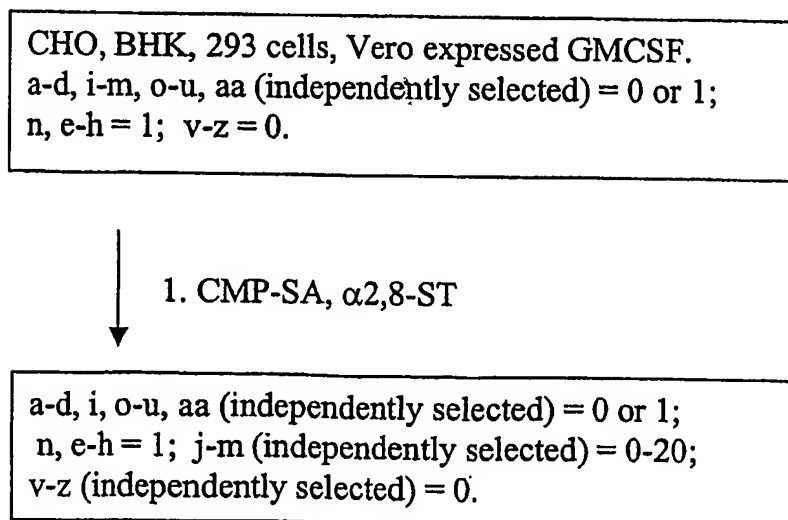 CHO, BHK, 293 cells, Vero expressed GMCSF.
a-d, i-m, o-u, aa (independently selected) = 0 or 1;
n, e-h = 1; v-z = 0.
1. CMP-SA, α2,8-ST
a-d, i, o-u, aa (independently selected) = 0 or 1;
n, e-h = 1; j-m (independently selected) = 0-20;
v-z (independently selected) = 0.